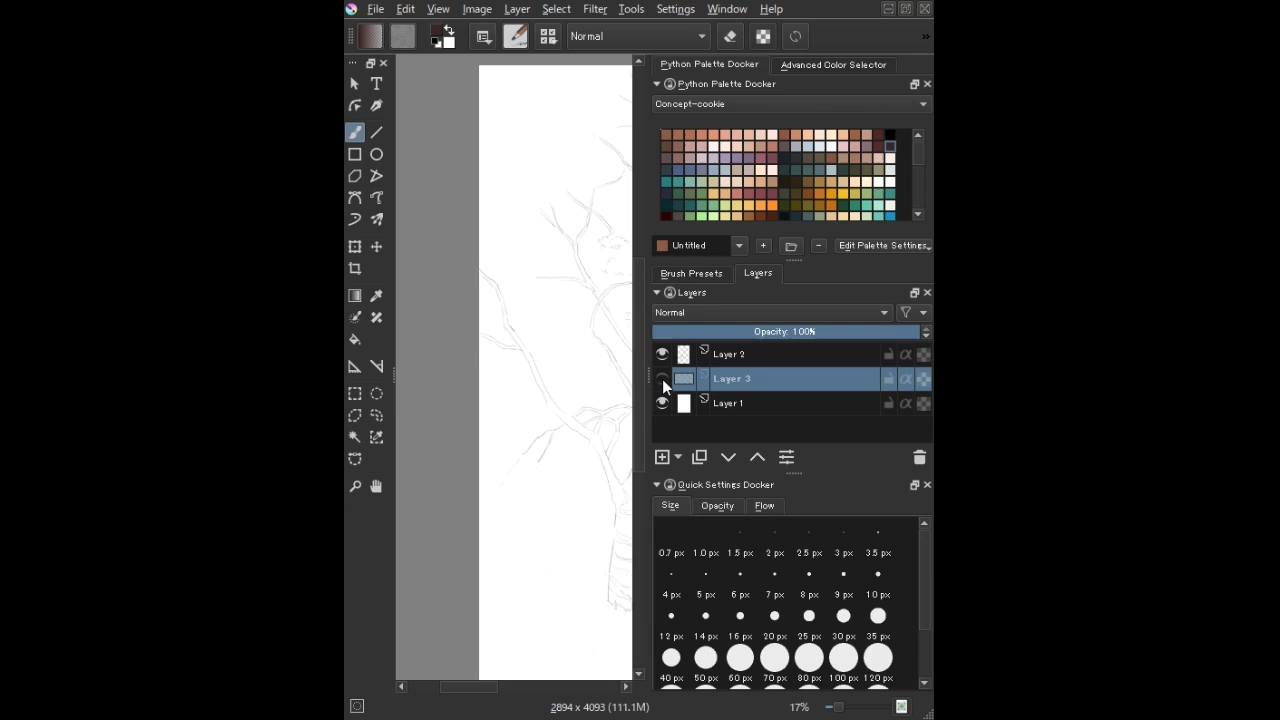 File Edit View Image Layer Select Filter Tools Settings Window Help
Normal
Python Palette Docker Advanced Color Selector
Python Palette Docker
Concept-cookie
Untitled Edit Palette Settings
Brush Presets Layers
Layers
Normal
Opacity: 100%
Layer 2
Layer 3
Layer 1
Quick Settings Docker
Size Opacity Flow
0.7 px 1.0 px 1.5 px 2 px 2.5 px 3 px 3.5 px
4 px 5 px 6 px 7 px 8 px 9 px 10 px
12 px 14 px 16 px 20 px 25 px 30 px 35 px
40 px 50 px 60 px 70 px 80 px 100 px 120 px
2894 x 4093 (111.1M) 17%